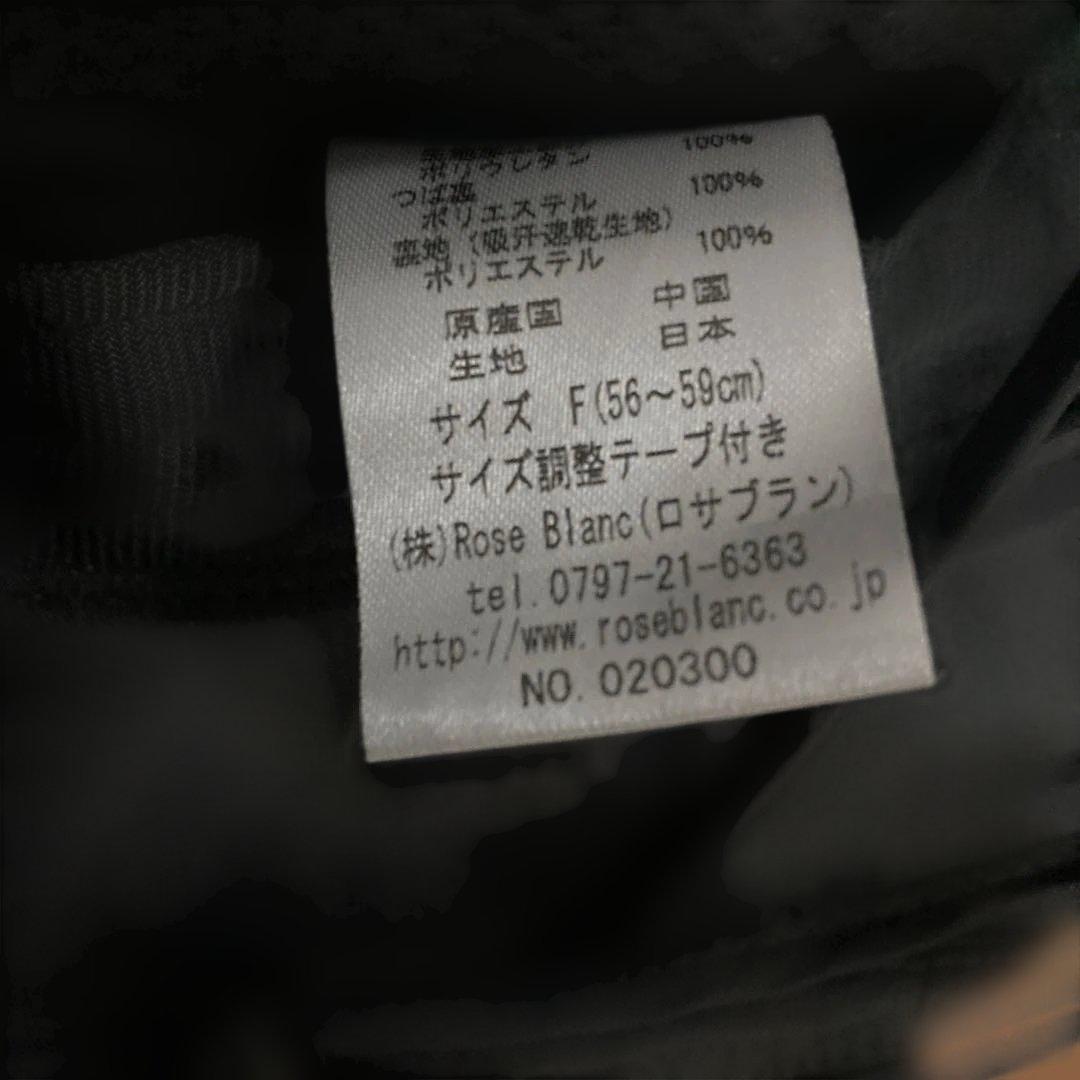 100%
ポリウレタン
つば裏
ポリエステル 100%
裏地（吸汗速乾生地）
ポリエステル 100%
原産国 中国
生地 日本
サイズ F(56～59cm)
サイズ調整テープ付き
(株)Rose Blanc(ロサブラン)
tel.0797-21-6363
http://www.roseblanc.co.jp
NO.020300